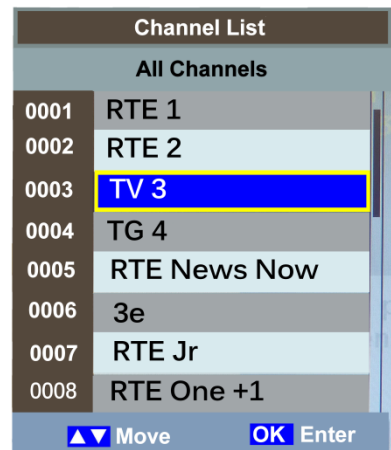 Channel List
All Channels
0001 RTE 1
0002 RTE 2
0003 TV 3
0004 TG 4
0005 RTE News Now
0006 3e
0007 RTE Jr
0008 RTE One +1
▲▼ Move OK Enter